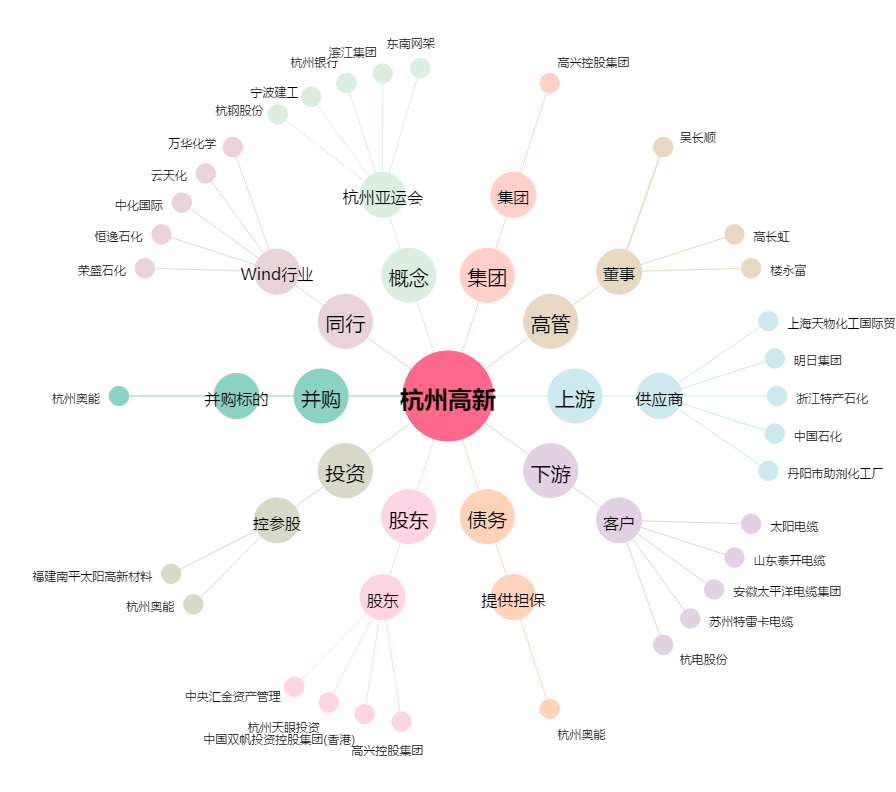 东南网架
滨江集团
杭州银行
宁波建工
杭钢股份
高兴控股集团
吴长顺
万华化学
云天化
中化国际
恒逸石化
荣盛石化
杭州亚运会
集团
高长虹
楼永富
Wind行业
概念
集团
董事
同行
高管
上海天物化工国际贸
明日集团
杭州奥能
并购标的
并购
杭州高新
上游
供应商
浙江特产石化
中国石化
丹阳市助剂化工厂
投资
下游
控参股
股东
债务
客户
太阳电缆
山东泰开电缆
福建南平太阳高新材料
杭州奥能
股东
提供担保
安徽太平洋电缆集团
苏州特雷卡电缆
杭电股份
中央汇金资产管理
杭州天眼投资
中国双帆投资控股集团(香港)
高兴控股集团
杭州奥能